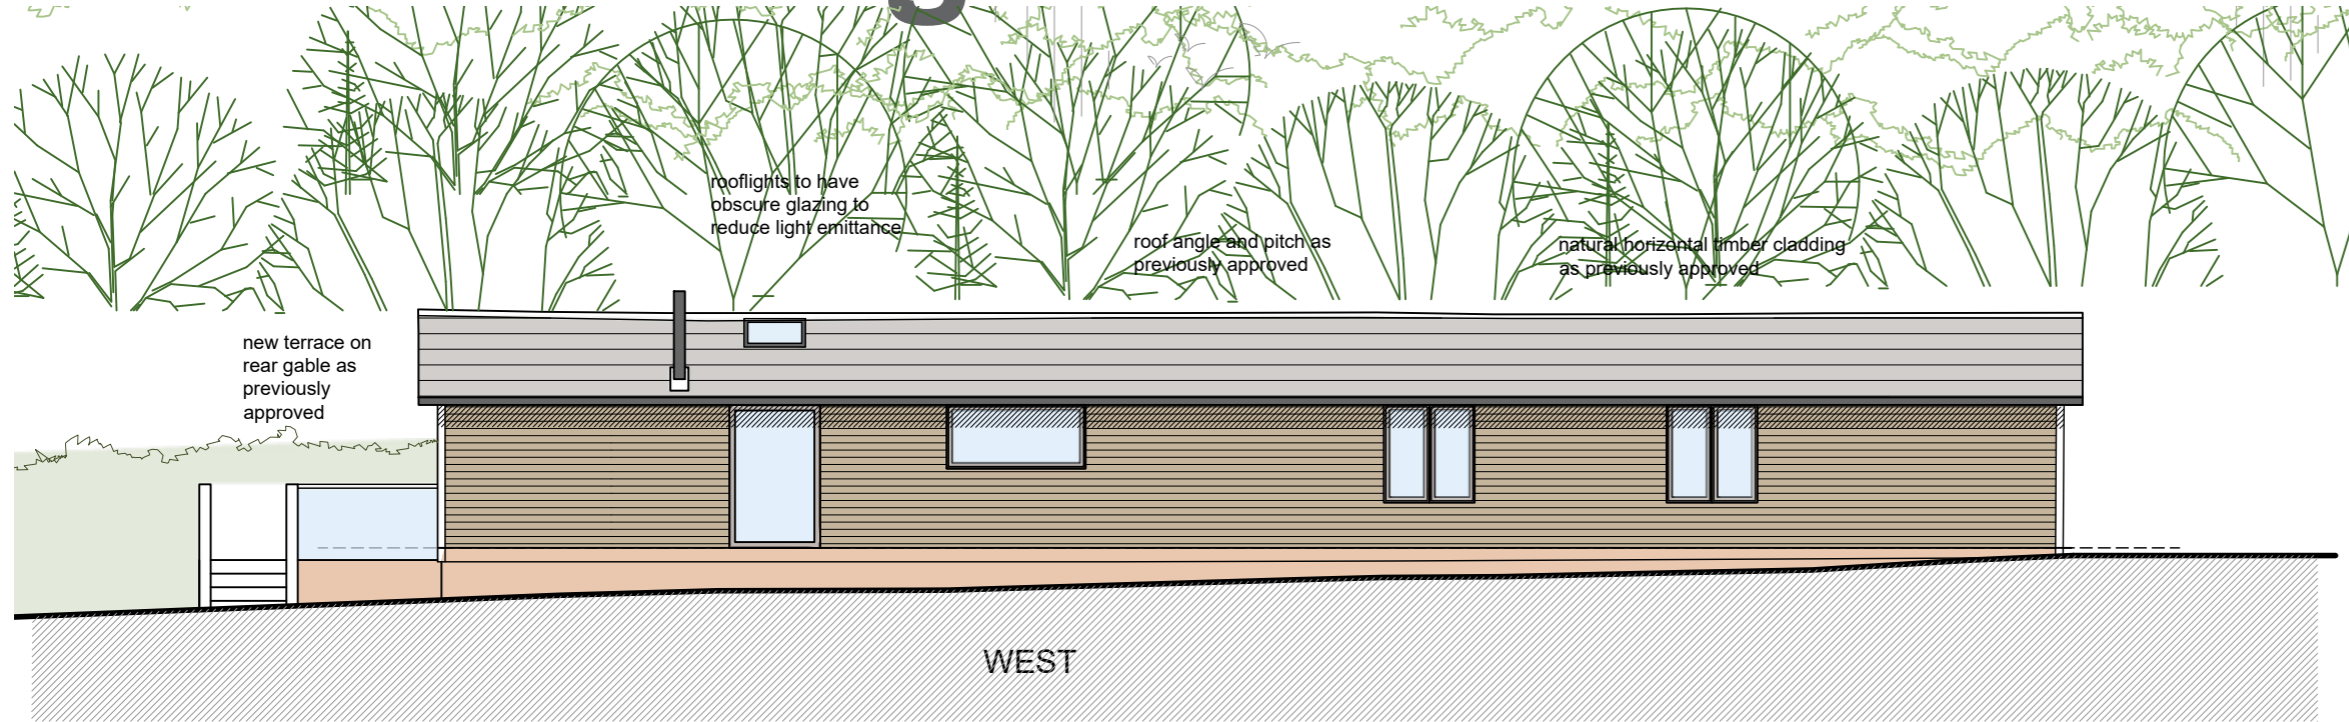 rooflights to have
obscure glazing to
reduce light emittance
roof angle and pitch as
previously approved
natural horizontal timber cladding
as previously approved
new terrace on
rear gable as
previously
approved
WEST